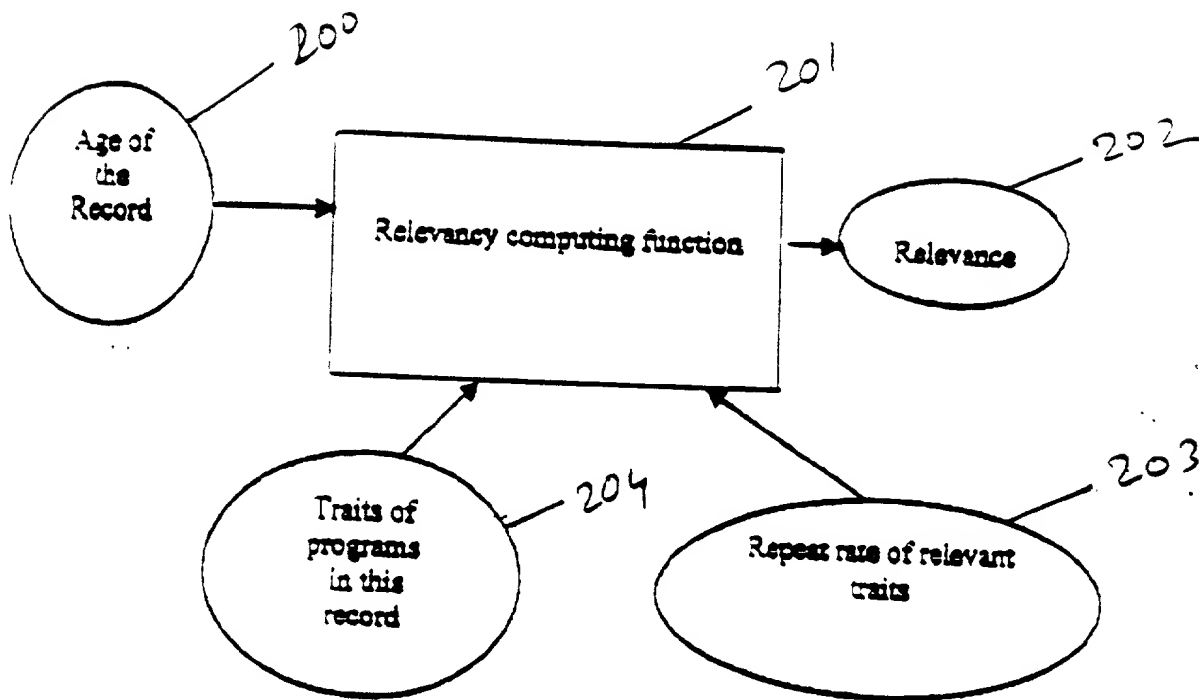 200
Age of
the
Record
201
Relevancy computing function
202
Relevance
204
Traits of
programs
in this
record
203
Repeat rate of relevant
traits